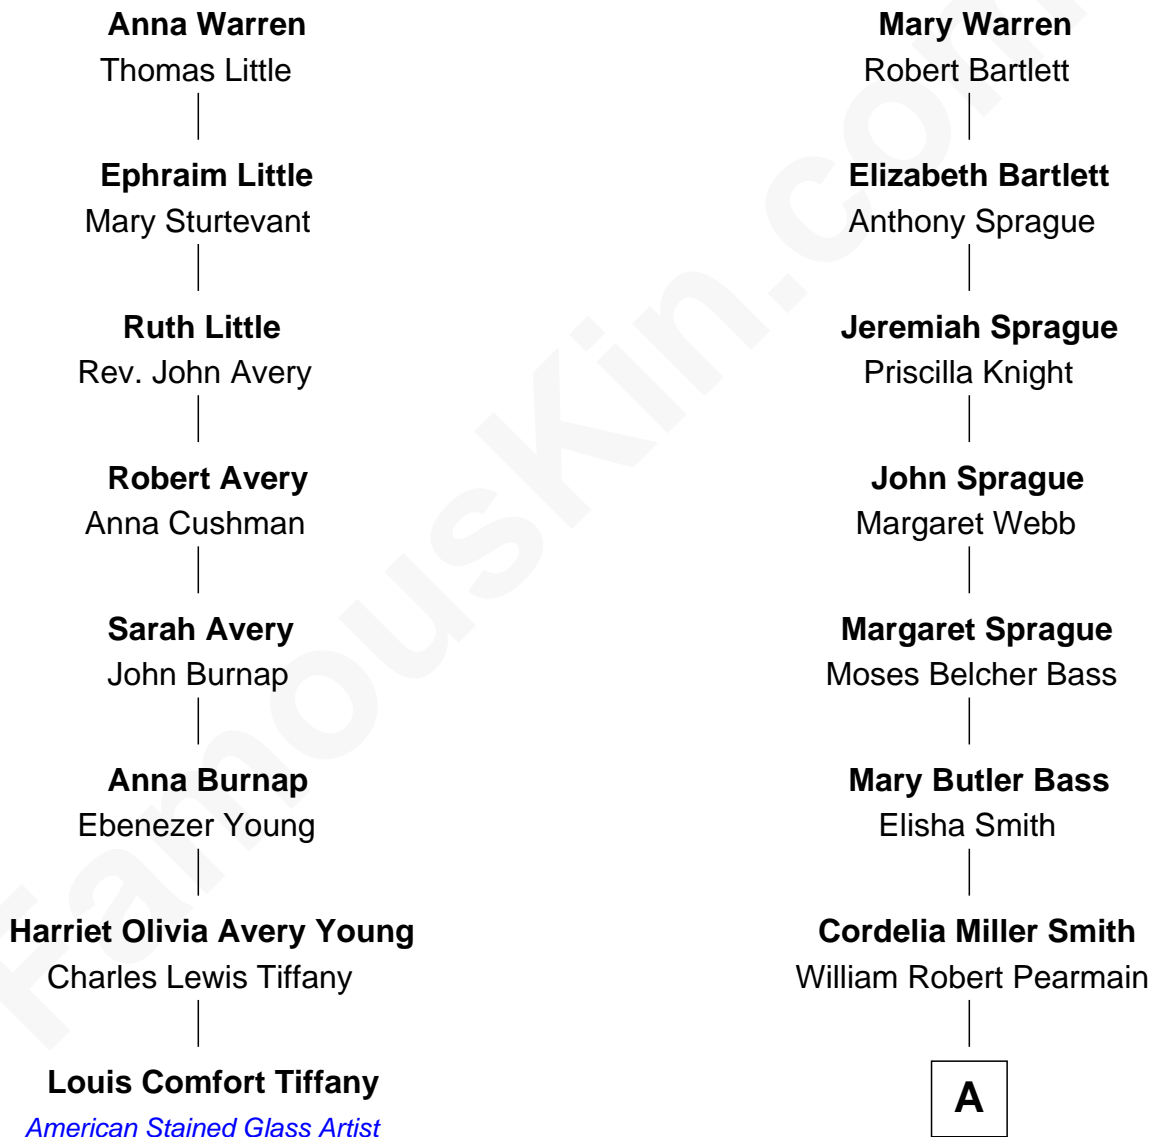 Anna Warren
Thomas Little
Ephraim Little
Mary Sturtevant
Ruth Little
Rev. John Avery
Robert Avery
Anna Cushman
Sarah Avery
John Burnap
Anna Burnap
Ebenezer Young
Harriet Olivia Avery Young
Charles Lewis Tiffany
Louis Comfort Tiffany
American Stained Glass Artist
Mary Warren
Robert Bartlett
Elizabeth Bartlett
Anthony Sprague
Jeremiah Sprague
Priscilla Knight
John Sprague
Margaret Webb
Margaret Sprague
Moses Belcher Bass
Mary Butler Bass
Elisha Smith
Cordelia Miller Smith
William Robert Pearmain
A
FamousKin.com